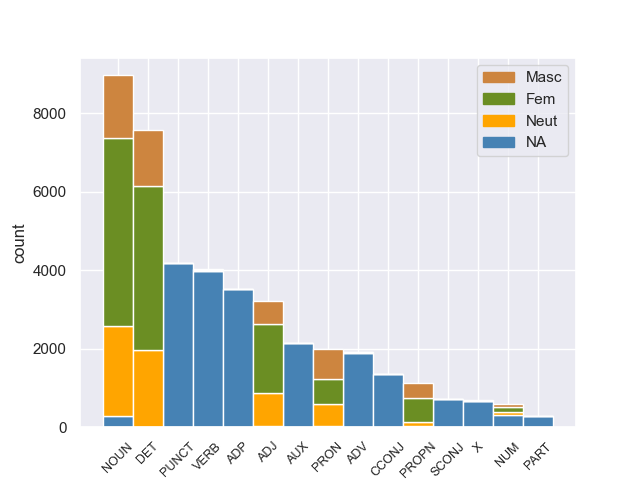 Masc
Fem
Neut
NA
8000
6000
4000
2000
0
count
NOUN
DET
PUNCT
VERB
ADP
ADJ
AUX
PRON
ADV
CCONJ
PROPN
SCONJ
X
NUM
PART